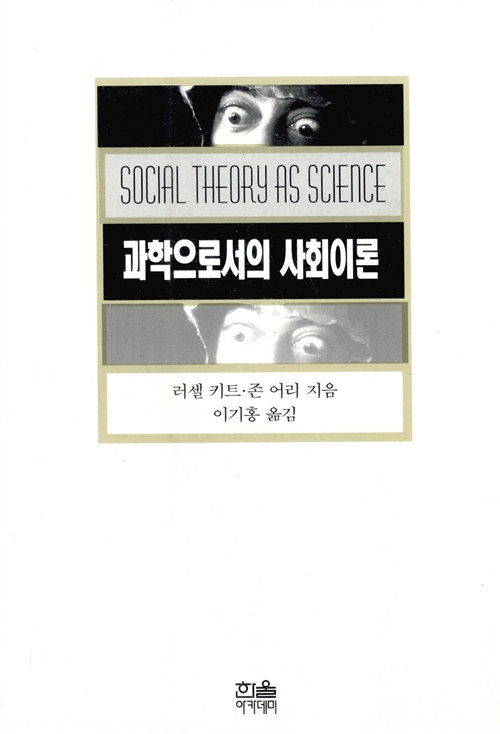 SOCIAL THEORY AS SCIENCE
과학으로서의 사회이론
러셀 키트·존 어리 지음
이기홍 옮김
한울
아카데미